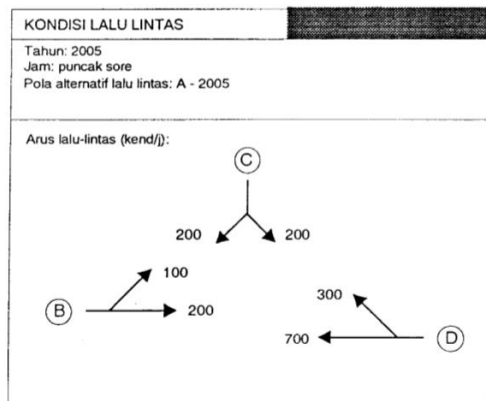 KONDISI LALU LINTAS
Tahun: 2005
Jam: puncak sore
Pola alternatif lalu lintas: A - 2005
Arus lalu-lintas (kend/j):
C
200 200
100
B 200
300
700 D